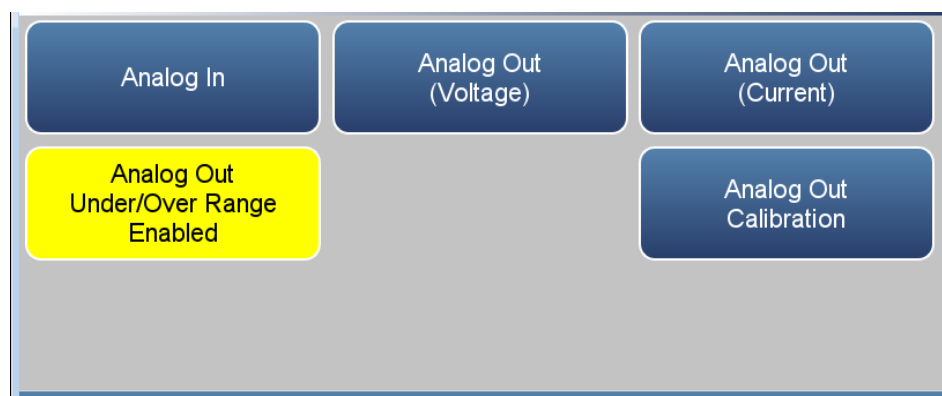 Analog In
Analog Out
(Voltage)
Analog Out
(Current)
Analog Out
Under/Over Range
Enabled
Analog Out
Calibration